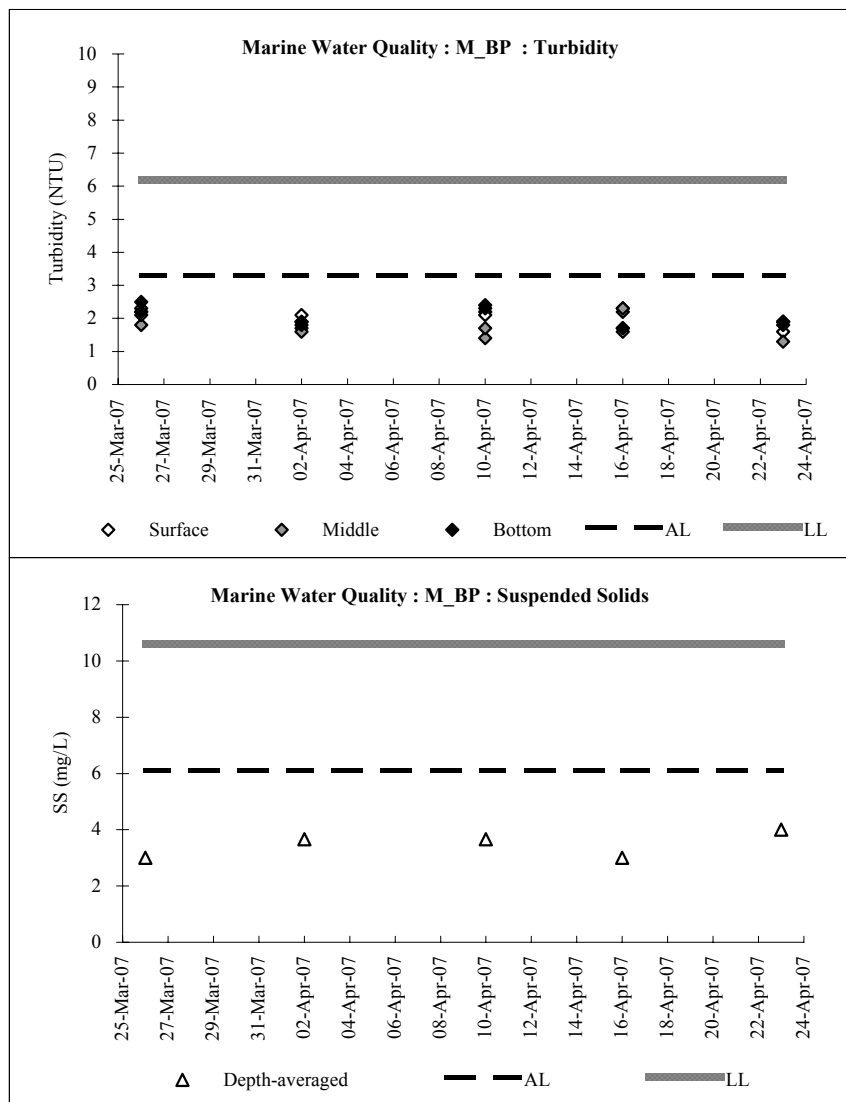 Marine Water Quality : M_BP : Turbidity
10
9
8
7
6
5
4
3
2
1
0
Turbidity (NTU)
25-Mar-07
27-Mar-07
29-Mar-07
31-Mar-07
02-Apr-07
04-Apr-07
06-Apr-07
08-Apr-07
10-Apr-07
12-Apr-07
14-Apr-07
16-Apr-07
18-Apr-07
20-Apr-07
22-Apr-07
24-Apr-07
Surface Middle Bottom AL LL
Marine Water Quality : M_BP : Suspended Solids
12
10
8
6
4
2
0
SS (mg/L)
25-Mar-07
27-Mar-07
29-Mar-07
31-Mar-07
02-Apr-07
04-Apr-07
06-Apr-07
08-Apr-07
10-Apr-07
12-Apr-07
14-Apr-07
16-Apr-07
18-Apr-07
20-Apr-07
22-Apr-07
24-Apr-07
Depth-averaged AL LL